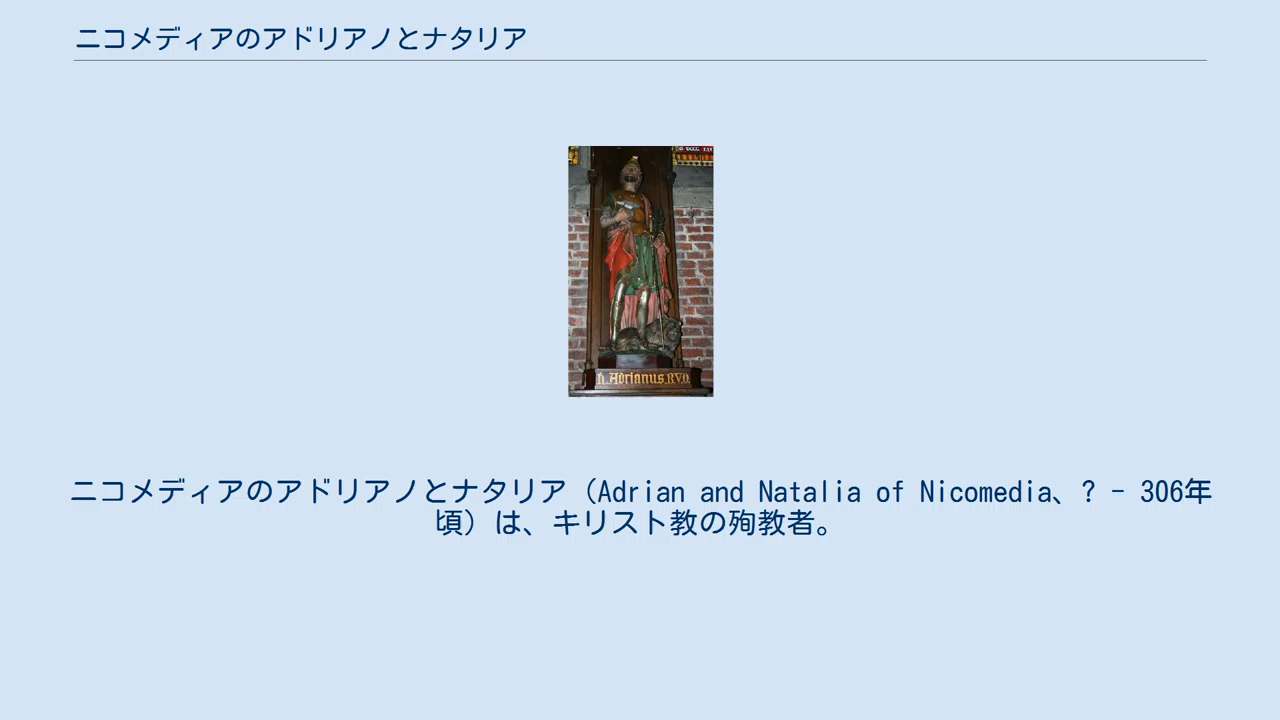 ニコメディアのアドリアノとナタリア
h. Adrianus.R.V.O.
ニコメディアのアドリアノとナタリア（Adrian and Natalia of Nicomedia、? - 306年
頃）は、キリスト教の殉教者。